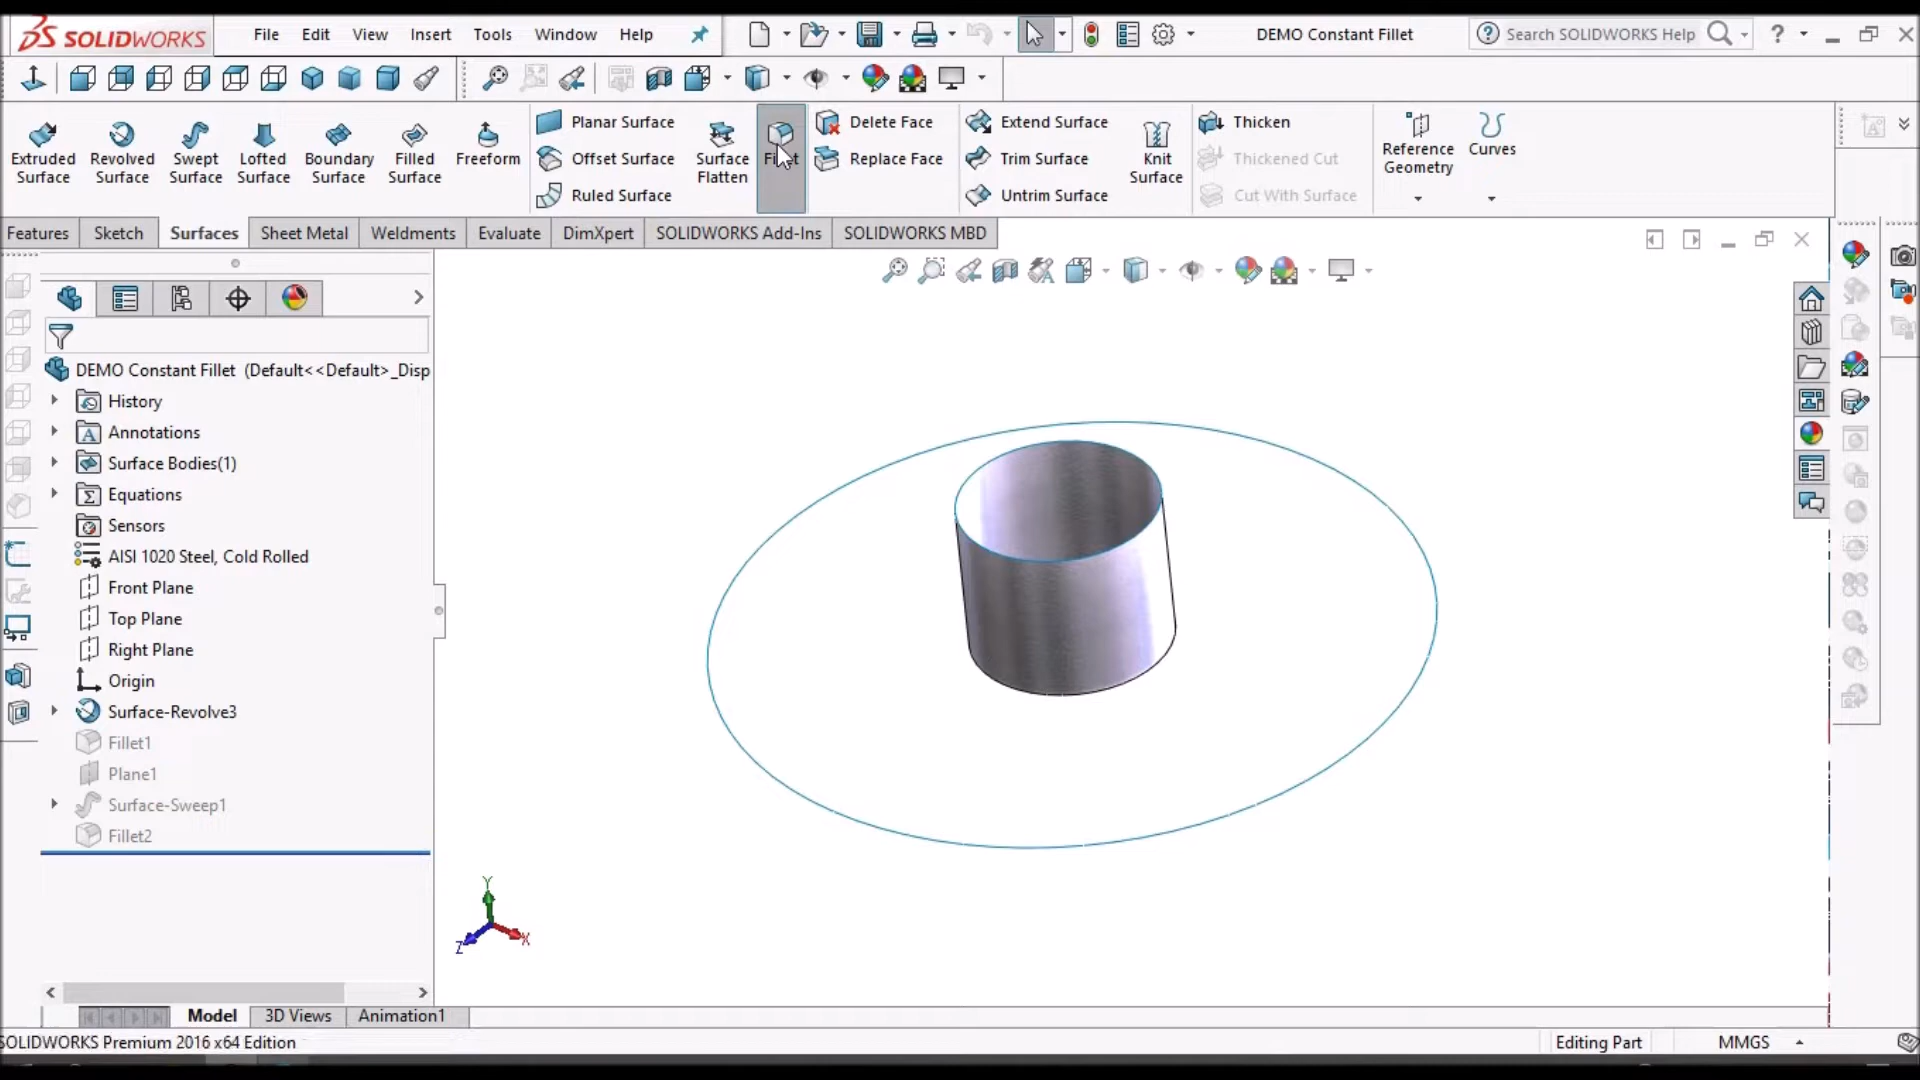 SOLIDWORKS
File Edit View Insert Tools Window Help
DEMO Constant Fillet
Search SOLIDWORKS Help
Extruded Surface
Revolved Surface
Swept Surface
Lofted Surface
Boundary Surface
Filled Surface
Freeform
Planar Surface
Offset Surface
Ruled Surface
Surface Flatten
Fillet
Delete Face
Replace Face
Extend Surface
Trim Surface
Untrim Surface
Knit Surface
Thicken
Thickened Cut
Cut With Surface
Reference Geometry
Curves
Features Sketch Surfaces Sheet Metal Weldments Evaluate DimXpert SOLIDWORKS Add-Ins SOLIDWORKS MBD
DEMO Constant Fillet (Default<<Default>_Disp
History
Annotations
Surface Bodies(1)
Equations
Sensors
AISI 1020 Steel, Cold Rolled
Front Plane
Top Plane
Right Plane
Origin
Surface-Revolve3
Fillet1
Plane1
Surface-Sweep1
Fillet2
Y
Z
X
Model 3D Views Animation1
SOLIDWORKS Premium 2016 x64 Edition
Editing Part
MMGS